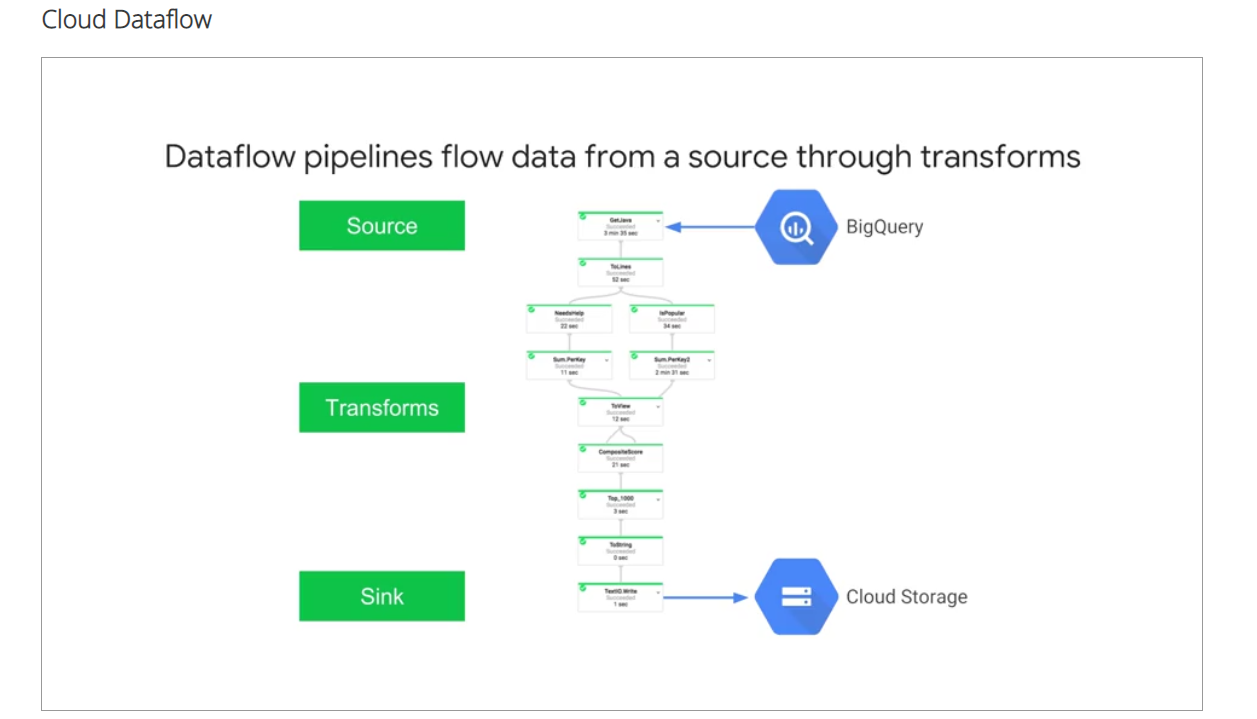 Cloud Dataflow
Dataflow pipelines flow data from a source through transforms
Source
GetJava
Succeeded
3 min 35 sec
BigQuery
ToLines
Succeeded
52 sec
NeedsHelp
Succeeded
22 sec
IsPopular
Succeeded
34 sec
Sum.PerKey
Succeeded
11 sec
Sum.PerKey2
Succeeded
2 min 31 sec
Transforms
ToView
Succeeded
12 sec
CompositeScore
Succeeded
21 sec
Top_1000
Succeeded
3 sec
ToString
Succeeded
0 sec
Sink
TextIO.Write
Succeeded
1 sec
Cloud Storage